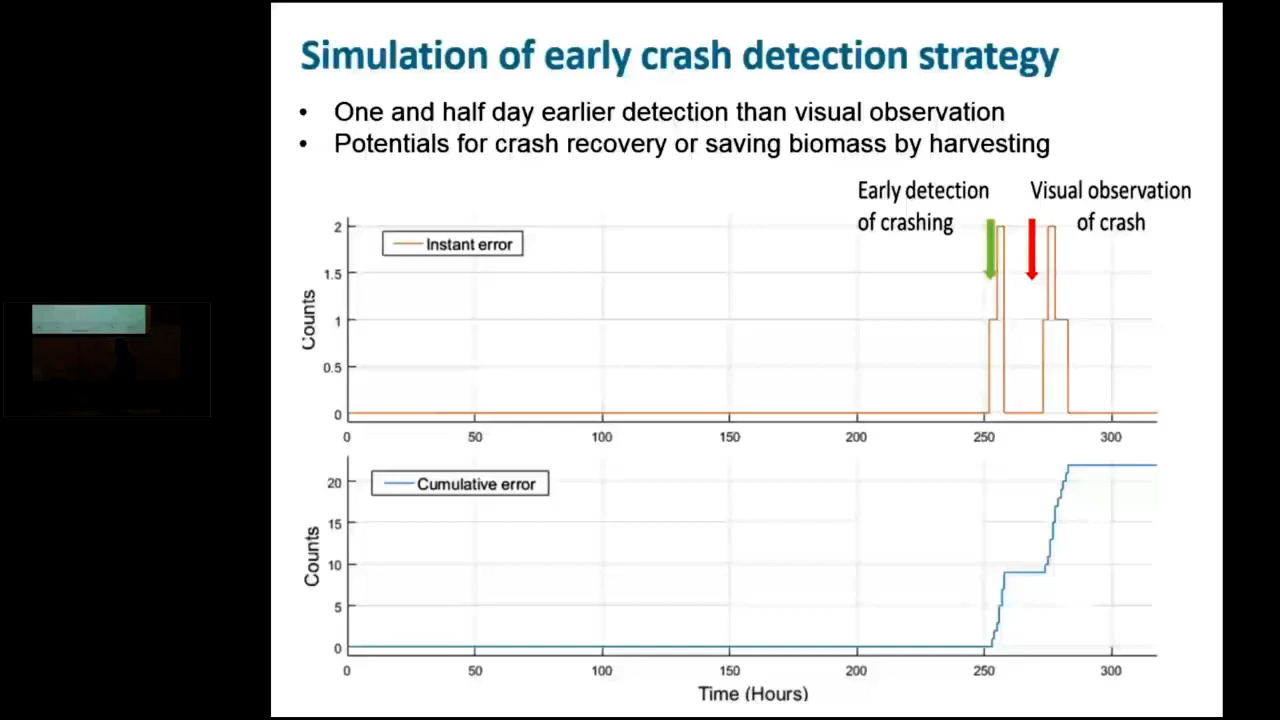 Simulation of early crash detection strategy
• One and half day earlier detection than visual observation
• Potentials for crash recovery or saving biomass by harvesting
Early detection
of crashing
Visual observation
of crash
Instant error
Counts
2
1.5
1
0.5
0
0 50 100 150 200 250 300
Cumulative error
Counts
20
15
10
5
0
0 50 100 150 200 250 300
Time (Hours)